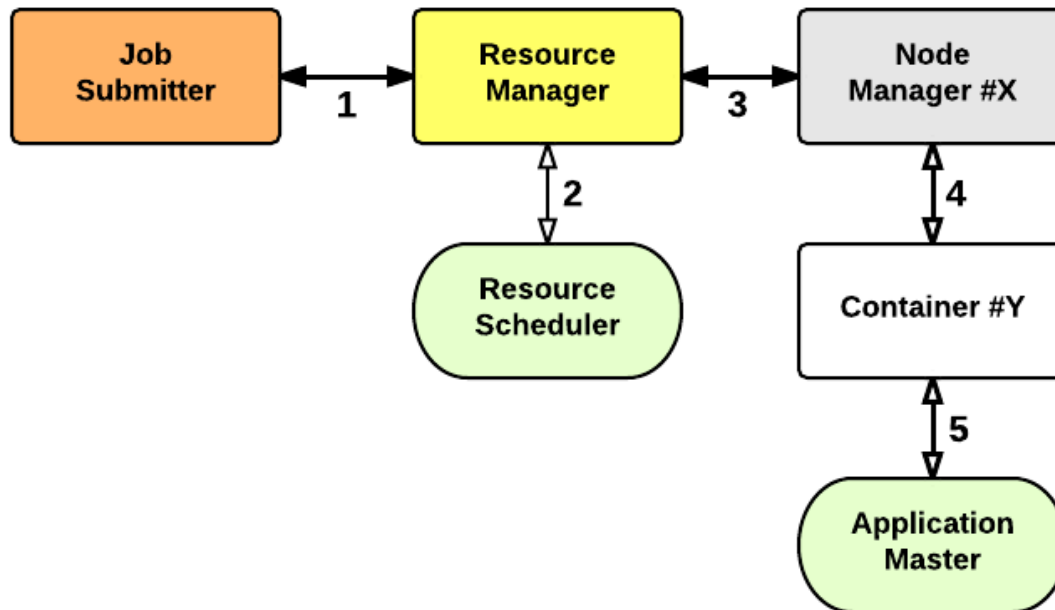 Job
Submitter
1
Resource
Manager
3
Node
Manager #X
2
4
Resource
Scheduler
Container #Y
5
Application
Master